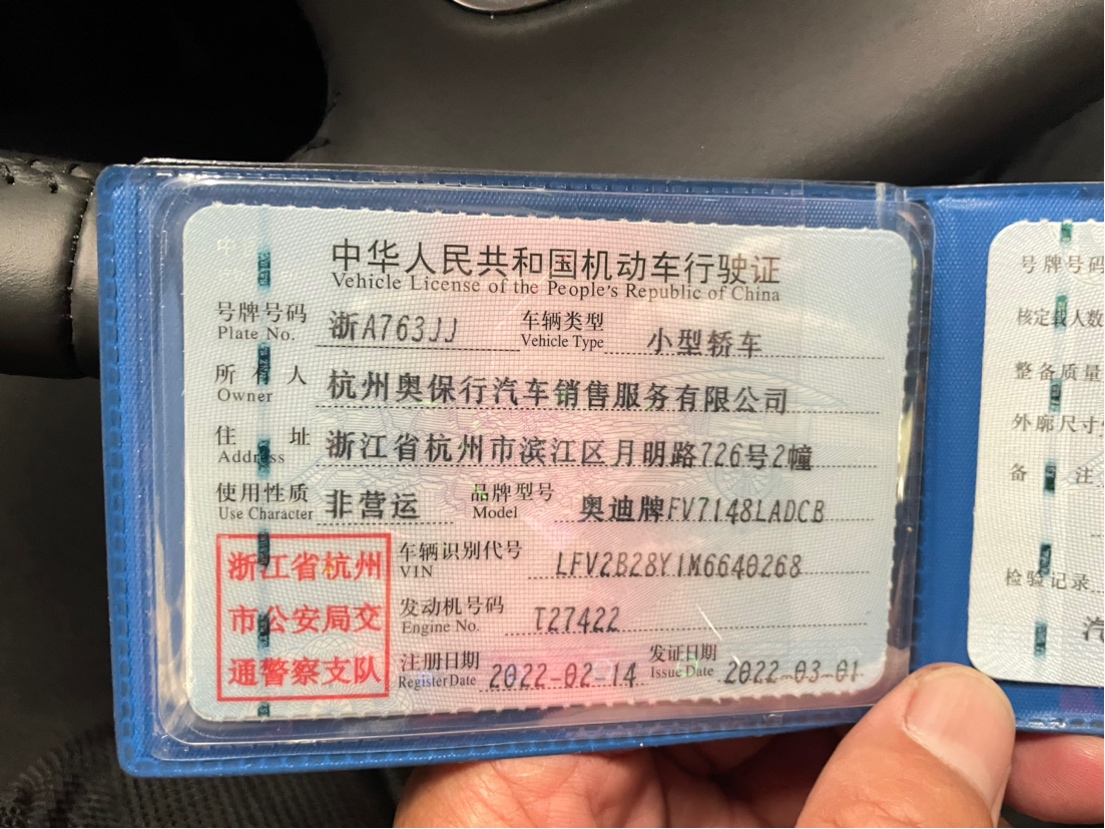 中华人民共和国机动车行驶证
Vehicle License of the People's Republic of China
号牌号码 浙A763JJ 车辆类型 小型轿车
Plate No. Vehicle Type
所有人 杭州奥保行汽车销售服务有限公司
Owner
住址 浙江省杭州市滨江区月明路726号2幢
Address
使用性质 非营运 品牌型号 奥迪牌FV7148LADCB
Use Character Model
浙江省杭州
市公安局交
通警察支队
车辆识别代号 LFV2B28Y1M6640268
VIN
发动机号码 T27422
Engine No.
注册日期 2022-02-14 发证日期 2022-03-01
Register Date Issue Date
号牌号码
核定载人数
整备质量
外廓尺寸
备注
检验记录